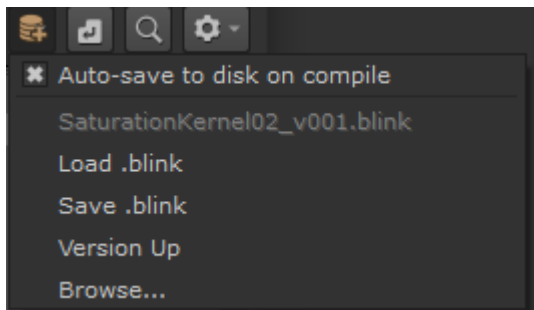 Auto-save to disk on compile
SaturationKernel02_v001.blink
Load .blink
Save .blink
Version Up
Browse...